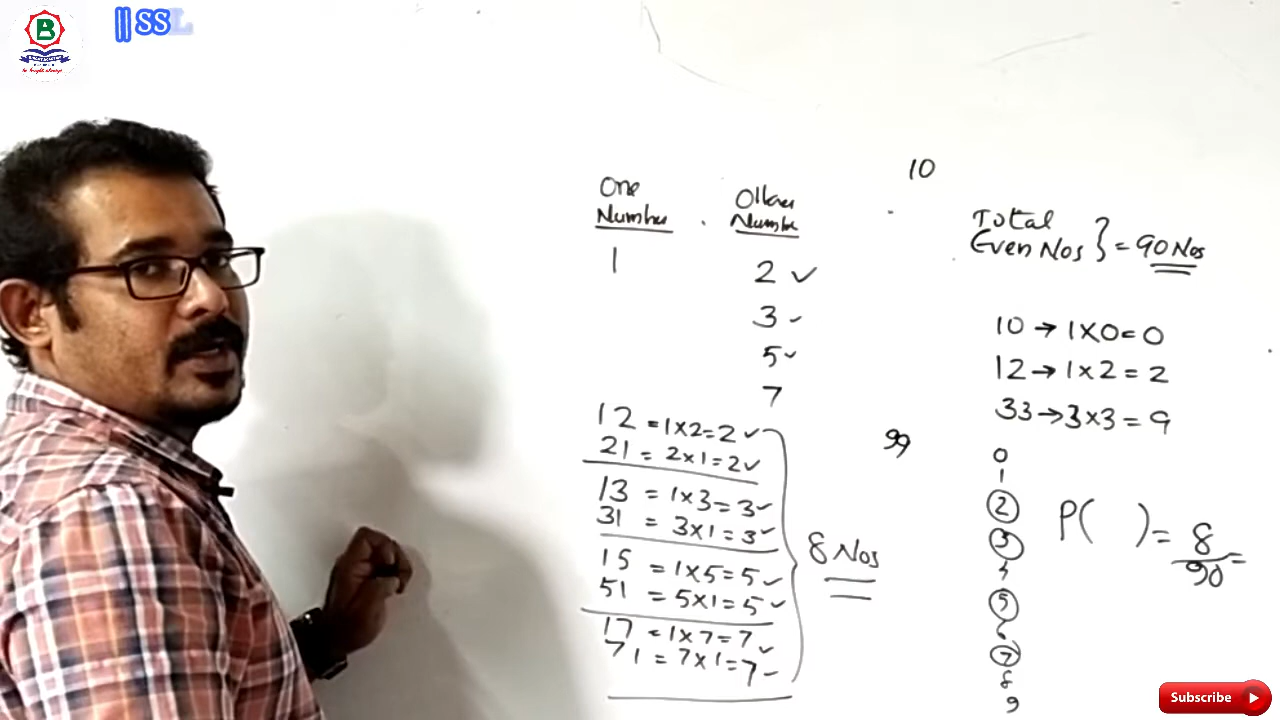 B
|| SSL
One
Number
Other
Number
1
2 ✓
3 ✓
5 ✓
7
12 = 1×2=2 ✓
21 = 2×1=2 ✓
13 = 1×3=3 ✓
31 = 3×1=3 ✓
15 = 1×5=5 ✓
51 = 5×1=5 ✓
17 = 1×7=7 ✓
71 = 7×1=7 ✓
8 Nos
10
99
Total
Even Nos } = 90 Nos
10 → 1×0=0
12 → 1×2=2
33 → 3×3=9
0
1
2
3
4
5
6
7
8
9
P( ) = 8/90 =
Subscribe